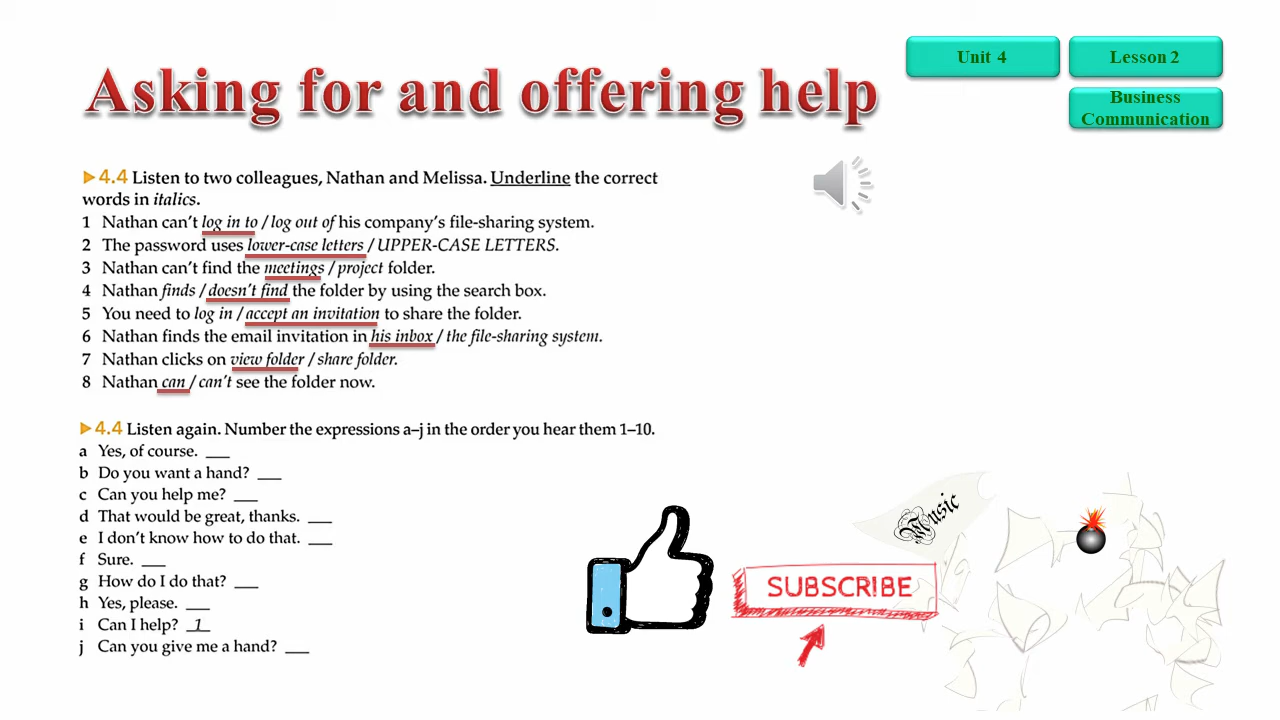 Unit 4
Lesson 2
Asking for and offering help
Business
Communication
▶ 4.4 Listen to two colleagues, Nathan and Melissa. Underline the correct
words in italics.
1 Nathan can't log in to / log out of his company's file-sharing system.
2 The password uses lower-case letters / UPPER-CASE LETTERS.
3 Nathan can't find the meetings / project folder.
4 Nathan finds / doesn't find the folder by using the search box.
5 You need to log in / accept an invitation to share the folder.
6 Nathan finds the email invitation in his inbox / the file-sharing system.
7 Nathan clicks on view folder / share folder.
8 Nathan can / can't see the folder now.
▶ 4.4 Listen again. Number the expressions a–j in the order you hear them 1–10.
a Yes, of course. ___
b Do you want a hand? ___
c Can you help me? ___
d That would be great, thanks. ___
e I don't know how to do that. ___
f Sure. ___
g How do I do that? ___
h Yes, please. ___
i Can I help? _1_
j Can you give me a hand? ___
Music
SUBSCRIBE